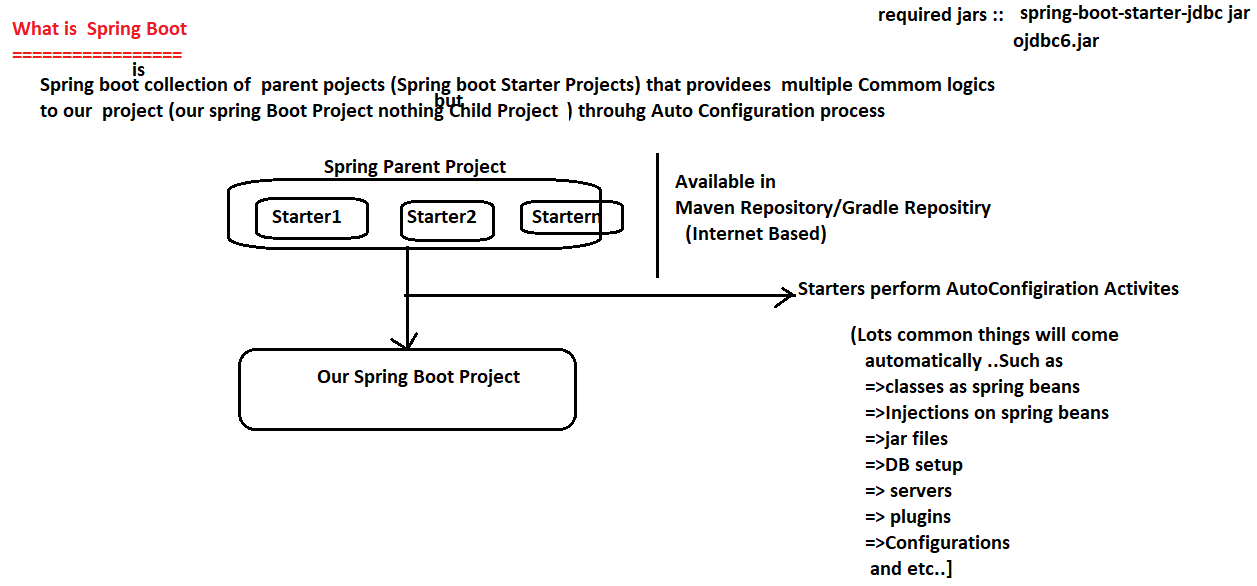 required jars :: spring-boot-starter-jdbc jar
ojdbc6.jar
What is Spring Boot
=================
is
Spring boot collection of parent pojects (Spring boot Starter Projects) that providees multiple Commom logics
but
to our project (our spring Boot Project nothing Child Project ) throuhg Auto Configuration process
Spring Parent Project
Starter1 Starter2 Startern
Available in
Maven Repository/Gradle Repositiry
(Internet Based)
Starters perform AutoConfigiration Activites
(Lots common things will come
automatically ..Such as
=>classes as spring beans
=>Injections on spring beans
=>jar files
=>DB setup
=> servers
=> plugins
=>Configurations
and etc..]
Our Spring Boot Project